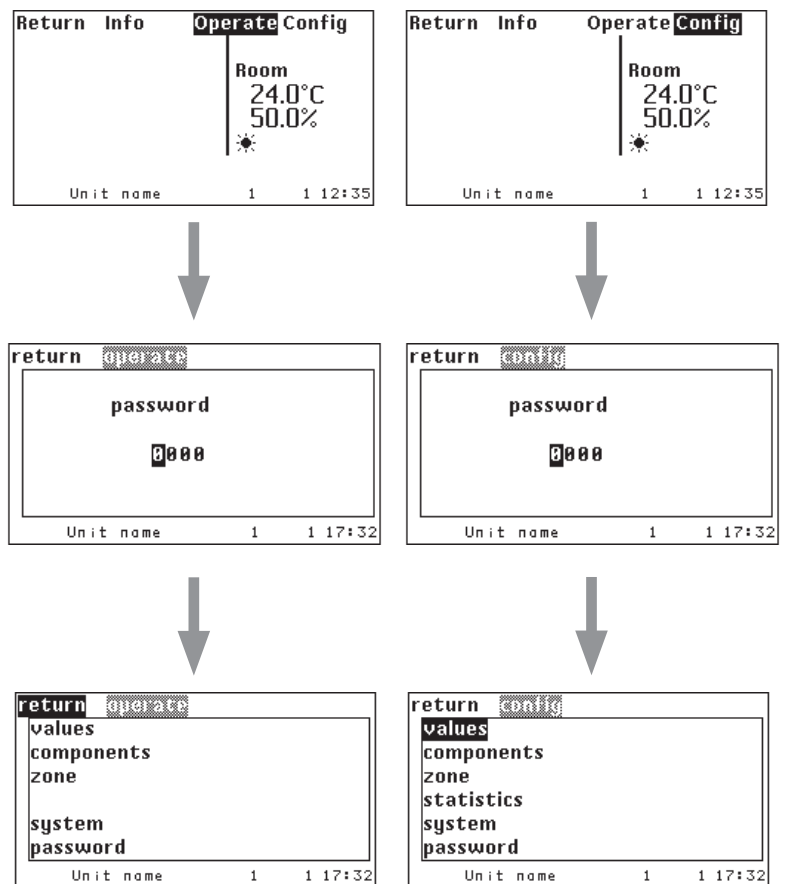 Return Info Operate Config
Room
24.0°C
50.0%
Unit name 1 1 12:35
Return Info Operate Config
Room
24.0°C
50.0%
Unit name 1 1 12:35
return operate
password
0000
Unit name 1 1 17:32
return config
password
0000
Unit name 1 1 17:32
return operate
values
components
zone
system
password
Unit name 1 1 17:32
return config
values
components
zone
statistics
system
password
Unit name 1 1 17:32